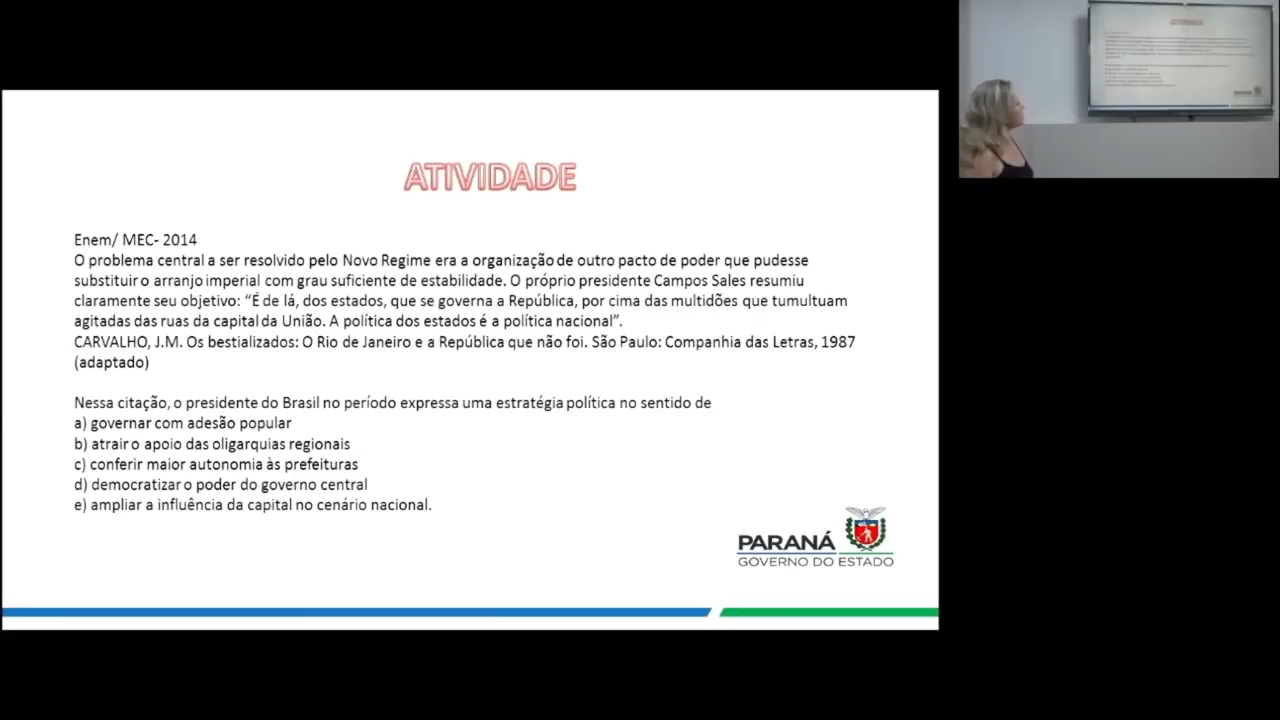 ATIVIDADE
Enem/ MEC- 2014
O problema central a ser resolvido pelo Novo Regime era a organização de outro pacto de poder que pudesse
substituir o arranjo imperial com grau suficiente de estabilidade. O próprio presidente Campos Sales resumiu
claramente seu objetivo: “É de lá, dos estados, que se governa a República, por cima das multidões que tumultuam
agitadas das ruas da capital da União. A política dos estados é a política nacional”.
CARVALHO, J.M. Os bestializados: O Rio de Janeiro e a República que não foi. São Paulo: Companhia das Letras, 1987
(adaptado)
Nessa citação, o presidente do Brasil no período expressa uma estratégia política no sentido de
a) governar com adesão popular
b) atrair o apoio das oligarquias regionais
c) conferir maior autonomia às prefeituras
d) democratizar o poder do governo central
e) ampliar a influência da capital no cenário nacional.
PARANÁ
GOVERNO DO ESTADO
ATIVIDADE